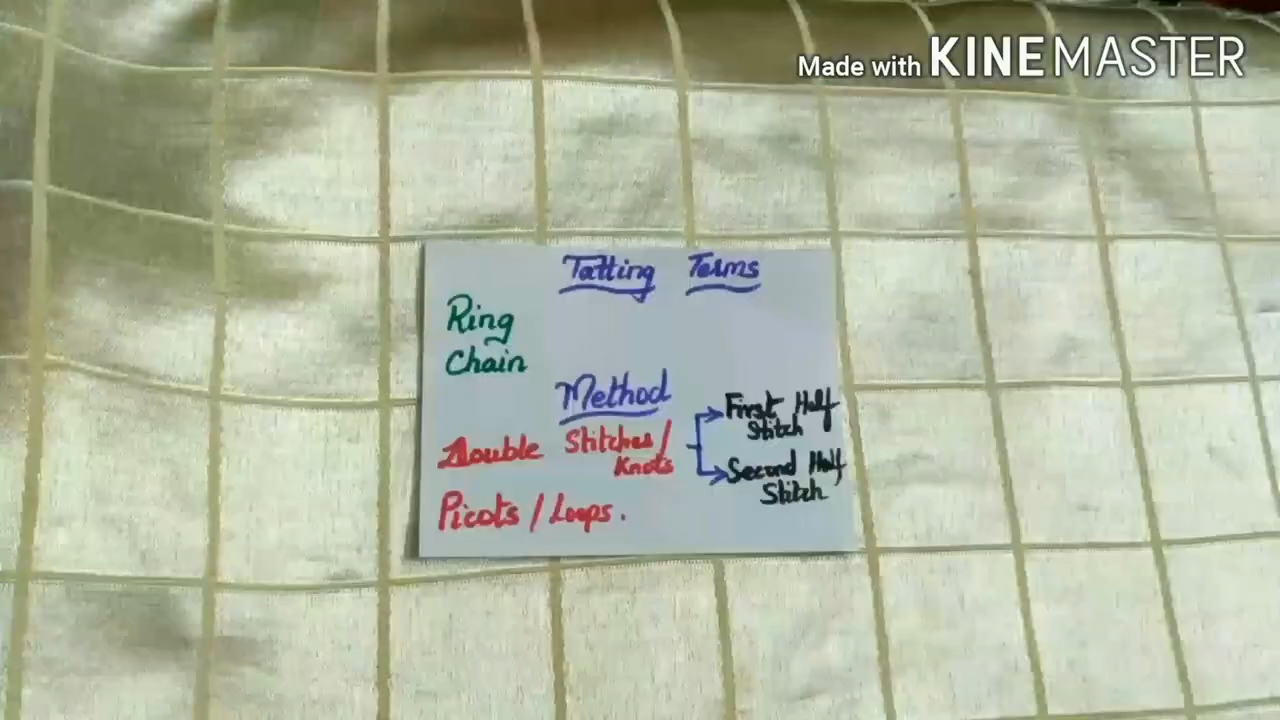 Made with KINEMASTER
Tatting Terms
Ring
Chain
Method
Double Stitches/
Knots
First Half
Stitch
Second Half
Stitch
Picots / Loops.